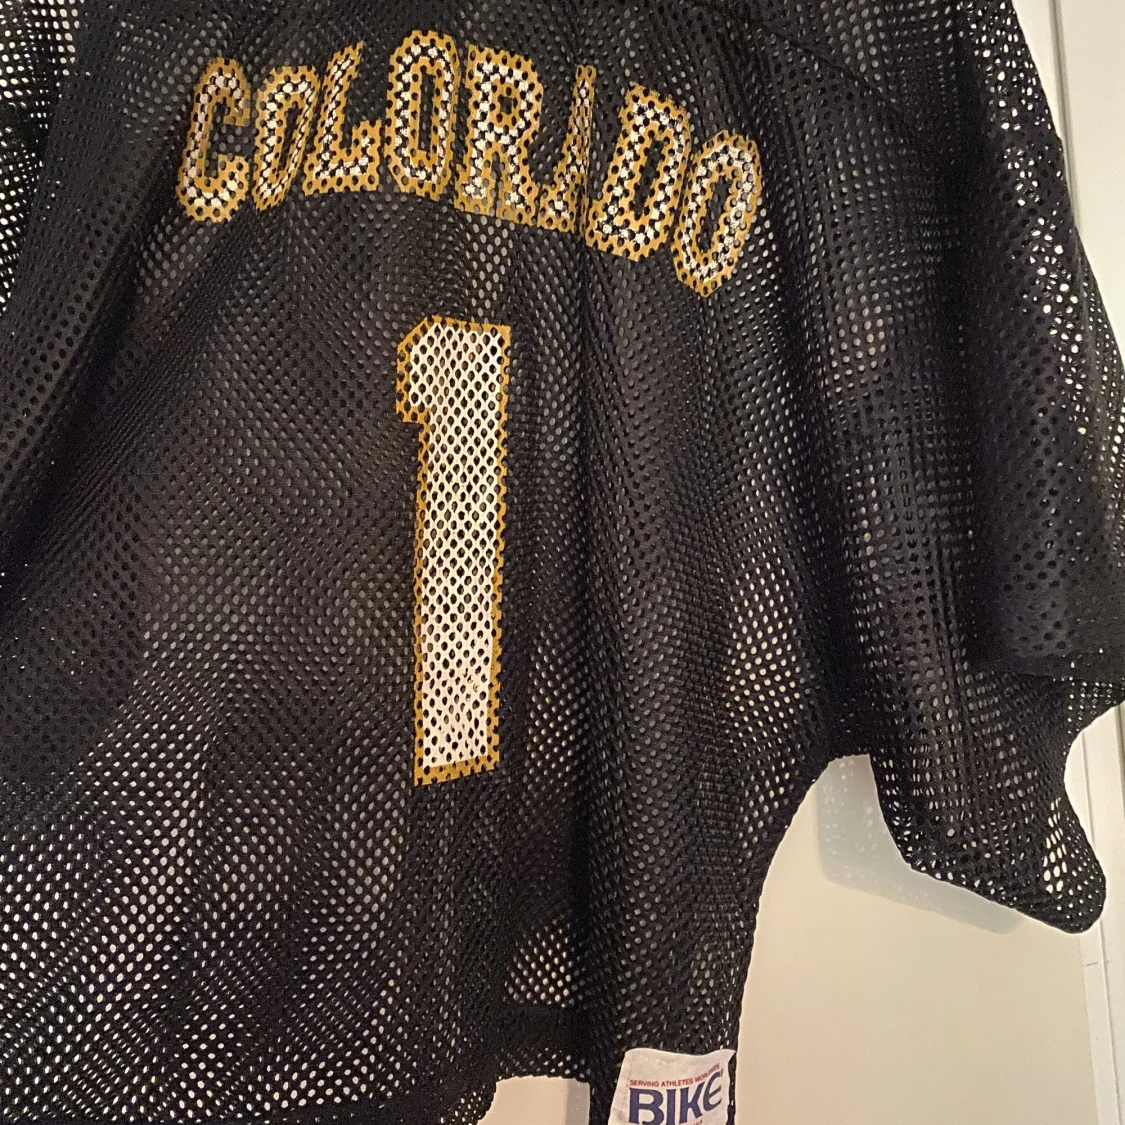 COLORADO
1
SERVING ATHLETES WORLDWIDE
BIKE